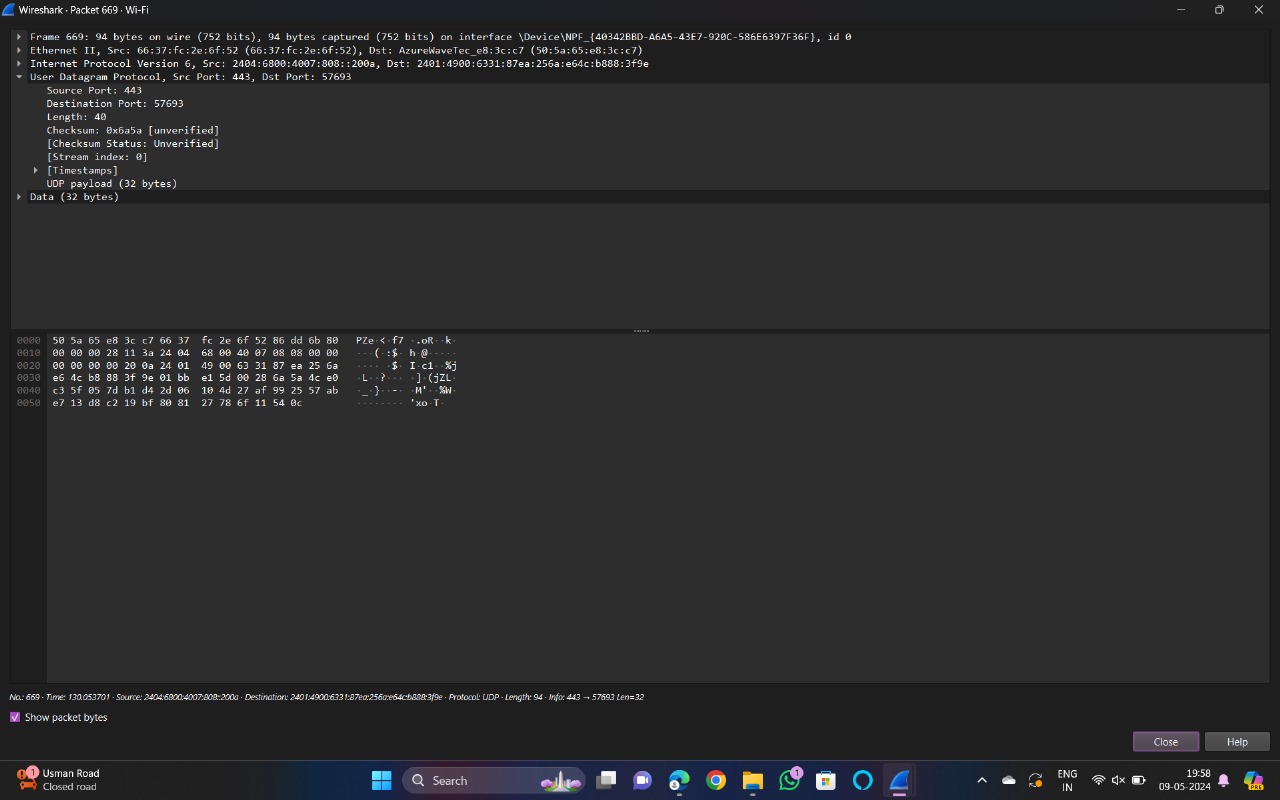 Wireshark · Packet 669 · Wi-Fi
Frame 669: 94 bytes on wire (752 bits), 94 bytes captured (752 bits) on interface \Device\NPF_{40342BBD-A6A5-43E7-920C-586E6397F36F}, id 0
Ethernet II, Src: 66:37:fc:2e:6f:52 (66:37:fc:2e:6f:52), Dst: AzureWaveTec_e8:3c:c7 (50:5a:65:e8:3c:c7)
Internet Protocol Version 6, Src: 2404:6800:4007:808::200a, Dst: 2401:4900:6331:87ea:256a:e64c:b888:3f9e
User Datagram Protocol, Src Port: 443, Dst Port: 57693
Source Port: 443
Destination Port: 57693
Length: 40
Checksum: 0x6a5a [unverified]
[Checksum Status: Unverified]
[Stream index: 0]
[Timestamps]
UDP payload (32 bytes)
Data (32 bytes)
0000 50 5a 65 e8 3c c7 66 37 fc 2e 6f 52 86 dd 6b 80 PZe·<·f7 ·.oR··k·
0010 00 00 00 28 11 3a 24 04 68 00 40 07 08 08 00 00 ···(·:$· h·@·····
0020 00 00 00 00 20 0a 24 01 49 00 63 31 87 ea 25 6a ···· ·$· I·c1··%j
0030 e6 4c b8 88 3f 9e 01 bb e1 5d 00 28 6a 5a 4c e0 ·L··?··· ·]·(jZL·
0040 c3 5f 05 7d b1 d4 2d 06 10 4d 27 af 99 25 57 ab ·_·}··-· ·M'··%W·
0050 e7 13 d8 c2 19 bf 80 81 27 78 6f 11 54 0c ········ 'xo·T·
No.: 669 · Time: 130.053701 · Source: 2404:6800:4007:808::200a · Destination: 2401:4900:6331:87ea:256a:e64c:b888:3f9e · Protocol: UDP · Length: 94 · Info: 443 → 57693 Len=32
Show packet bytes
Close Help
1 Usman Road
Closed road
Search
1
ENG
IN
19:58
09-05-2024
PRE